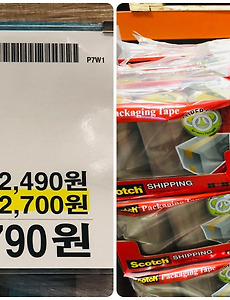 P7W1
2,490원
2,700원
790원
Packaging Tape
Scotch SHIPPING
Packaging Tape
Scotch SHIPPING
Packaging Tape